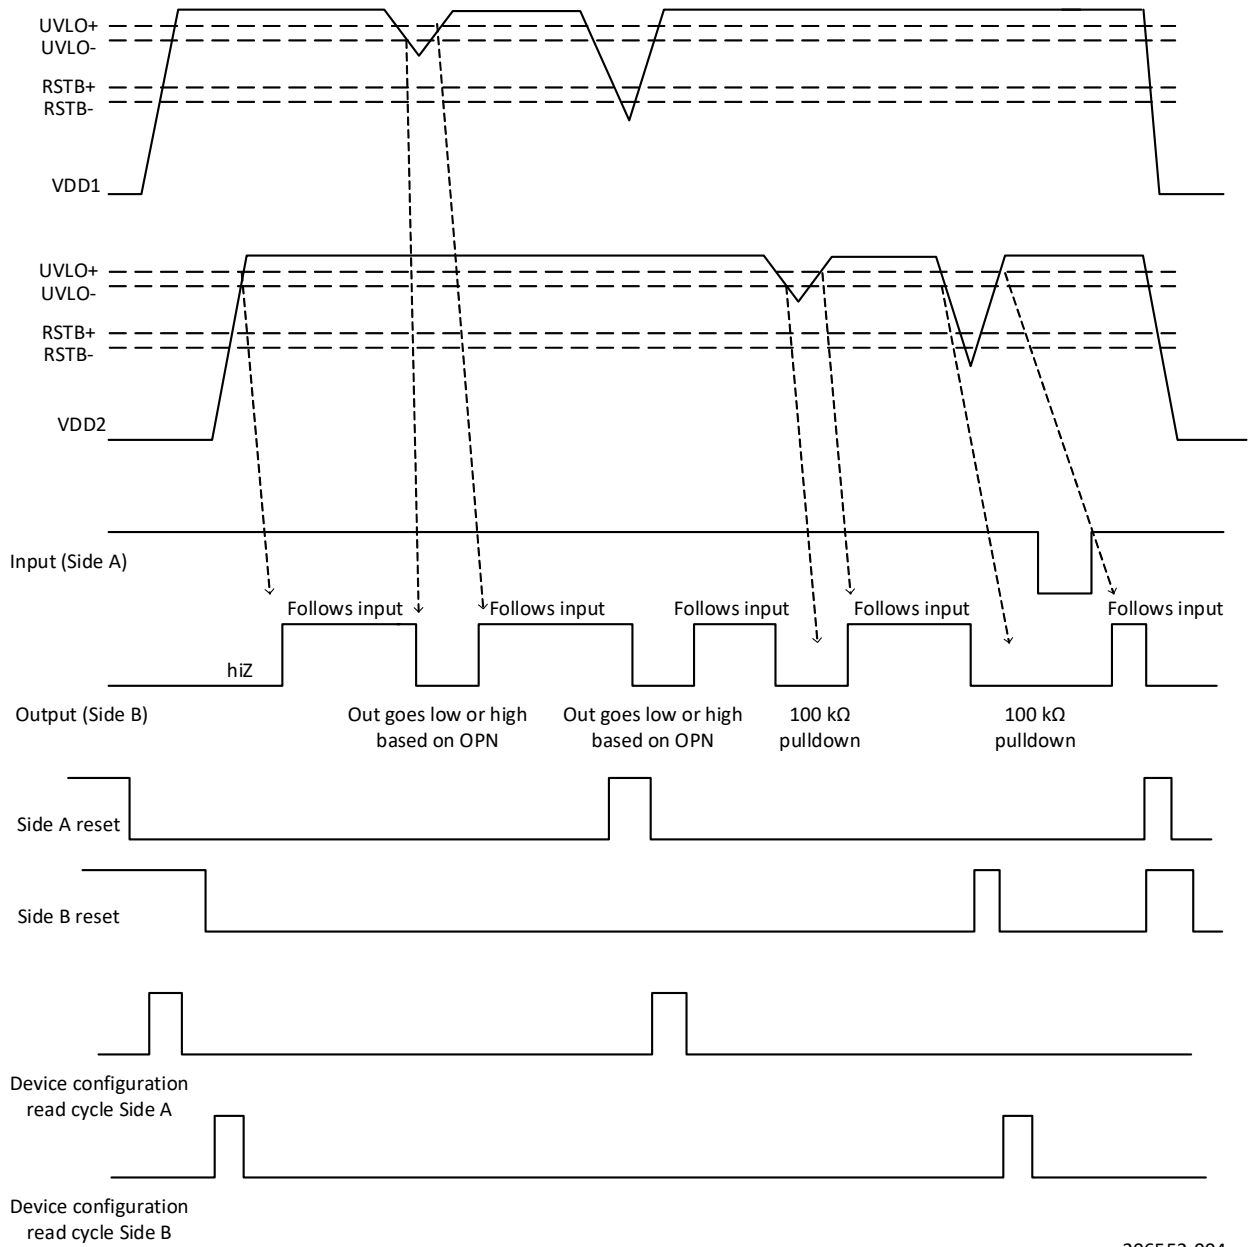 UVLO+
UVLO-
RSTB+
RSTB-
VDD1
UVLO+
UVLO-
RSTB+
RSTB-
VDD2
Input (Side A)
Follows input
Follows input
Follows input
Follows input
Follows input
hiZ
Output (Side B)
Out goes low or high
based on OPN
Out goes low or high
based on OPN
100 kΩ
pulldown
100 kΩ
pulldown
Side A reset
Side B reset
Device configuration
read cycle Side A
Device configuration
read cycle Side B